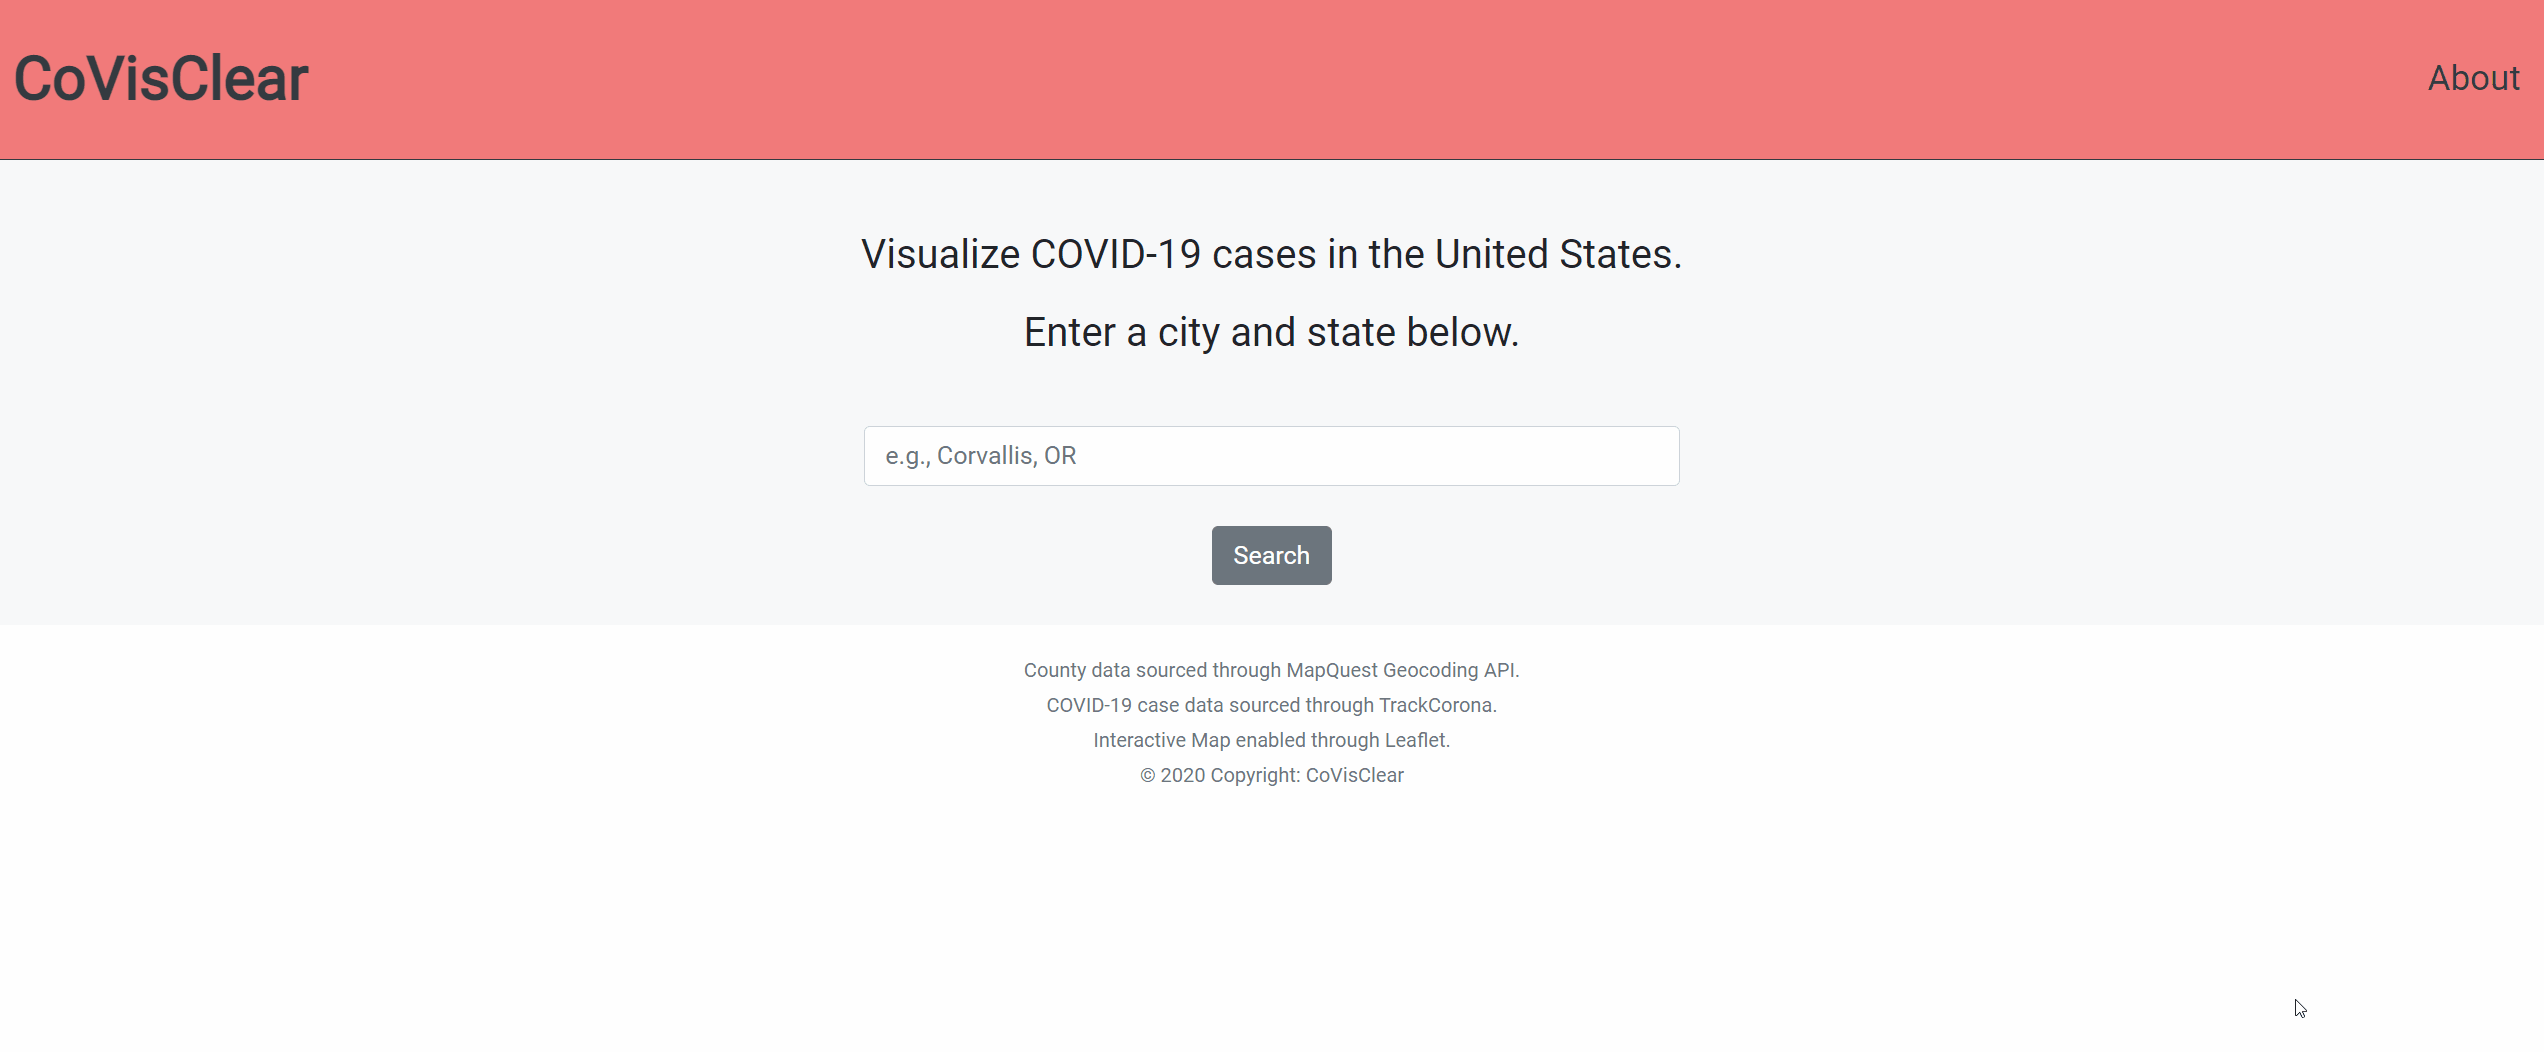 CoVisClear
About
Visualize COVID-19 cases in the United States.
Enter a city and state below.
e.g., Corvallis, OR
Search
County data sourced through MapQuest Geocoding API.
COVID-19 case data sourced through TrackCorona.
Interactive Map enabled through Leaflet.
© 2020 Copyright: CoVisClear